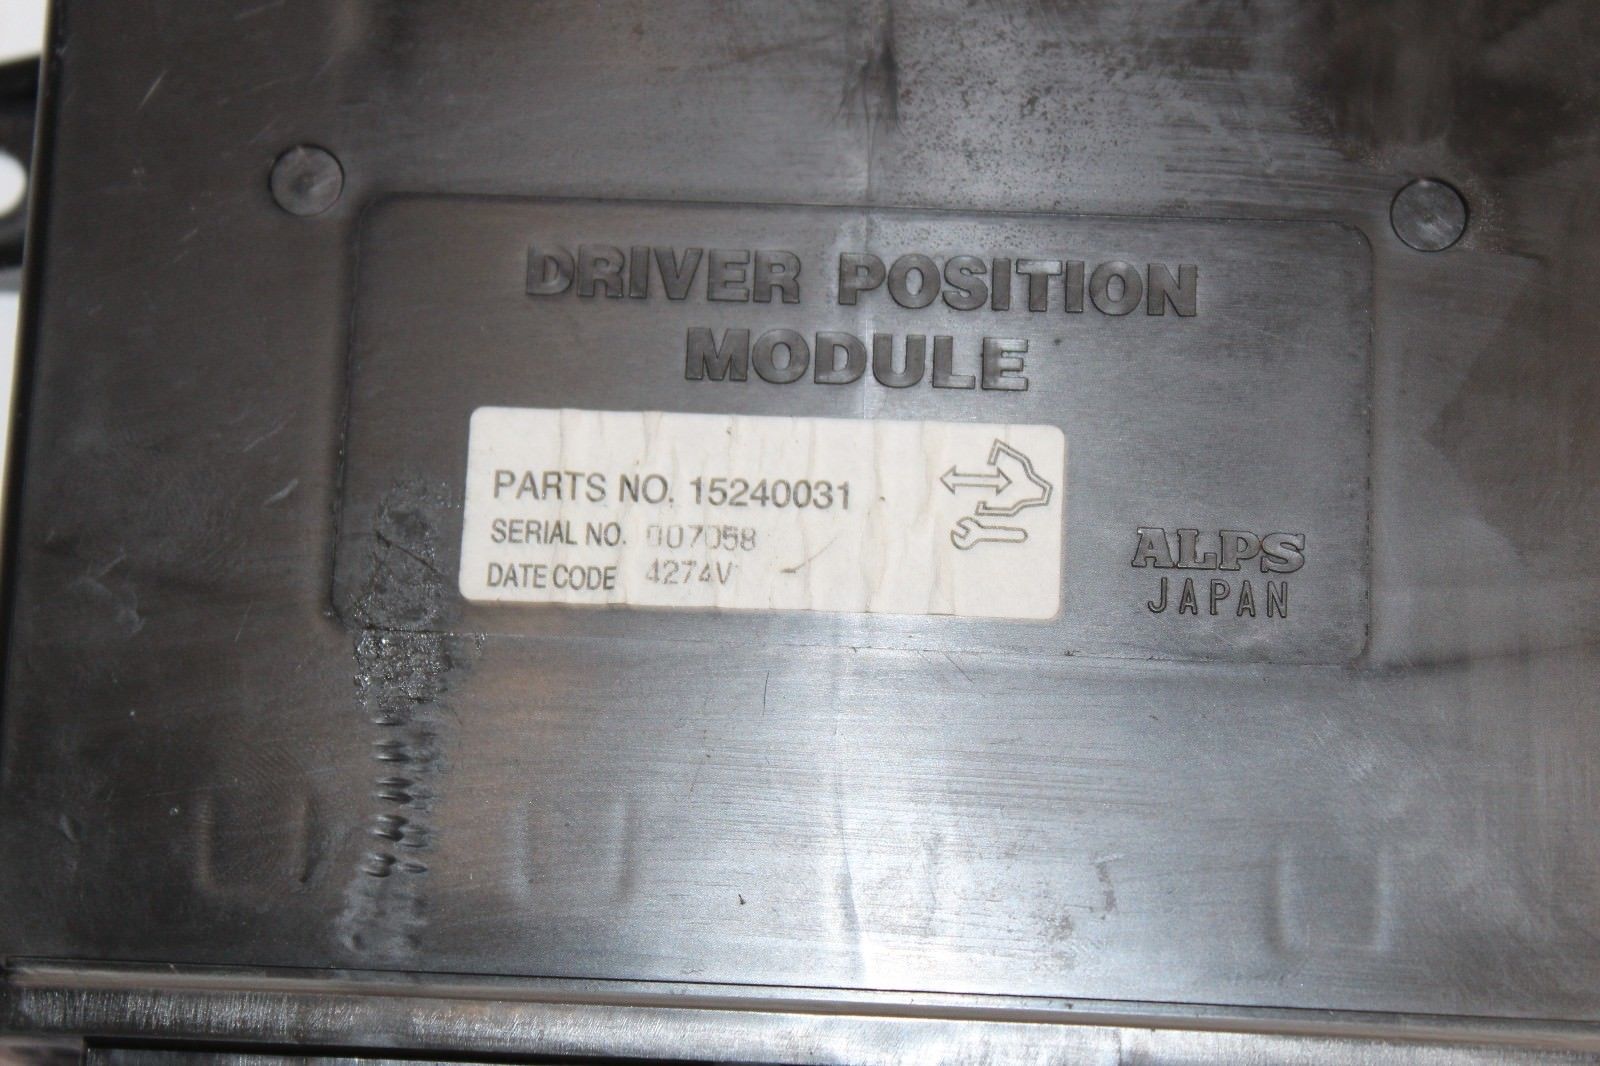 DRIVER POSITION
MODULE
PARTS NO. 15240031
SERIAL NO. 007058
DATE CODE 4274V
ALPS
JAPAN